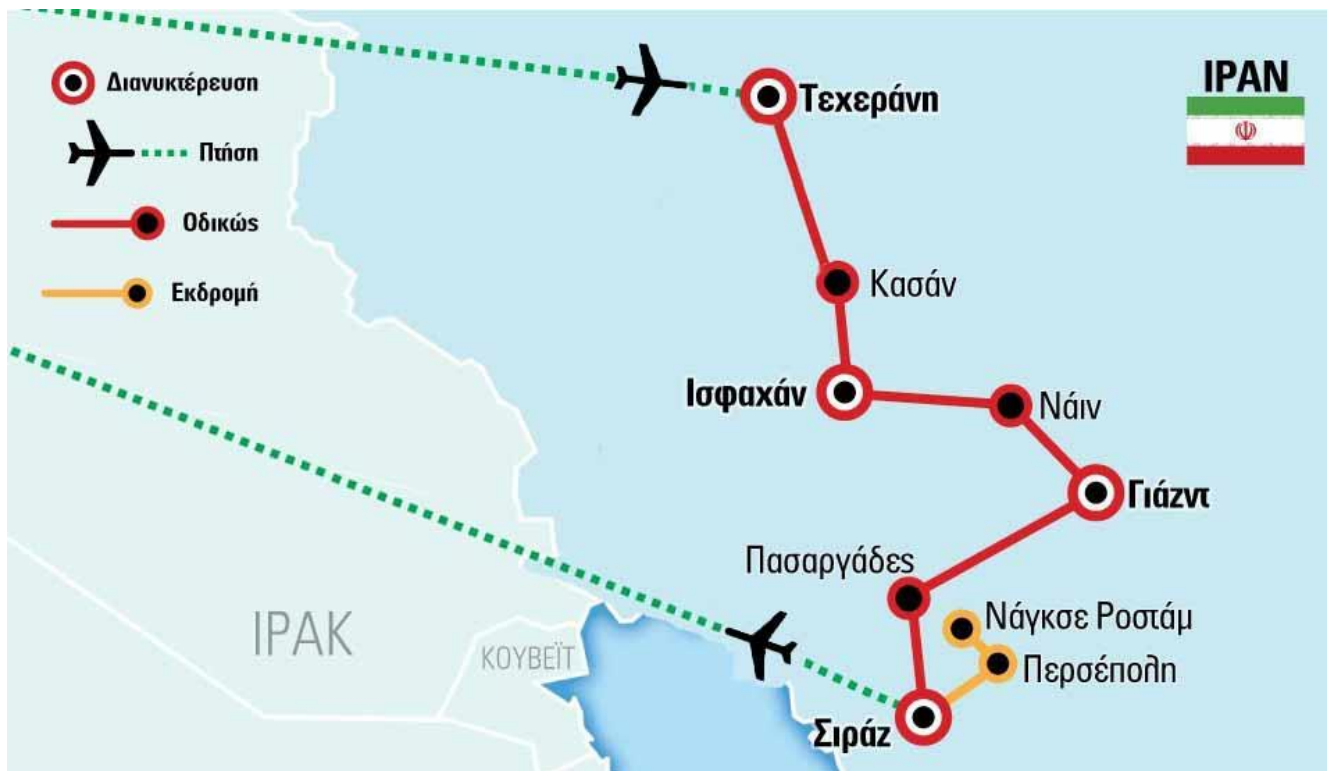 Διανυκτέρευση
Πτήση
Οδικώς
Εκδρομή
ΙΡΑΝ
Τεχεράνη
Κασάν
Ισφαχάν
Νάιν
Γιάζντ
Πασαργάδες
Νάγκσε Ροστάμ
Περσέπολη
Σιράζ
ΙΡΑΚ
ΚΟΥΒΕΪΤ